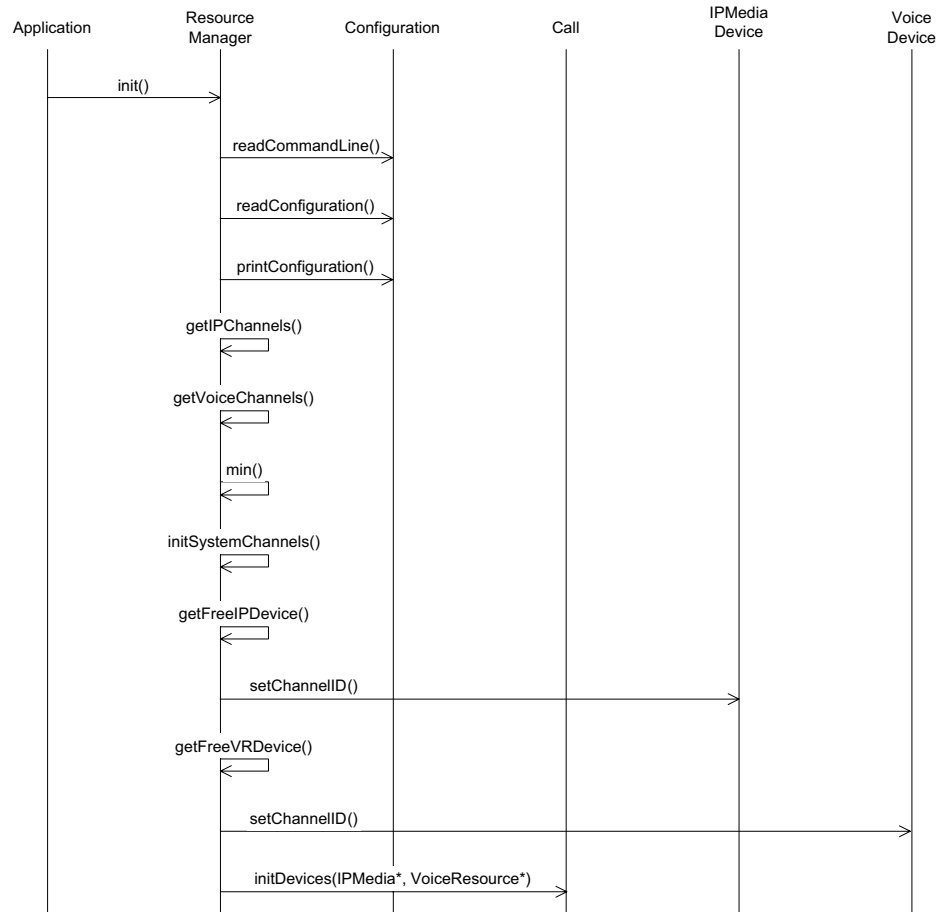 Application
Resource
Manager
Configuration
Call
IPMedia
Device
Voice
Device
init()
readCommandLine()
readConfiguration()
printConfiguration()
getIPChannels()
getVoiceChannels()
min()
initSystemChannels()
getFreeIPDevice()
setChannelID()
getFreeVRDevice()
setChannelID()
initDevices(IPMedia*, VoiceResource*)